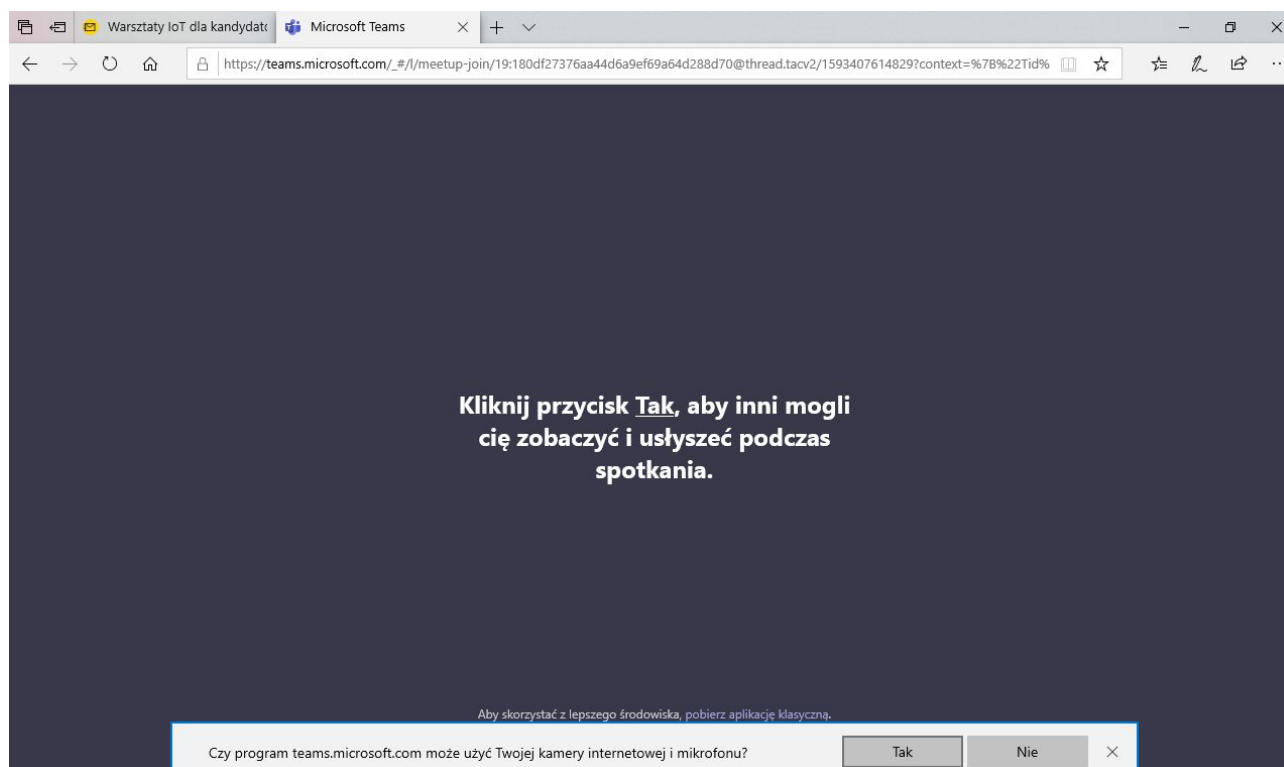 Warsztaty IoT dla kandydatc
Microsoft Teams
https://teams.microsoft.com/_#/l/meetup-join/19:180df27376aa44d6a9ef69a64d288d70@thread.tacv2/1593407614829?context=%7B%22Tid%
Kliknij przycisk Tak, aby inni mogli
cię zobaczyć i usłyszeć podczas
spotkania.
Aby skorzystać z lepszego środowiska, pobierz aplikację klasyczną.
Czy program teams.microsoft.com może użyć Twojej kamery internetowej i mikrofonu?
Tak
Nie